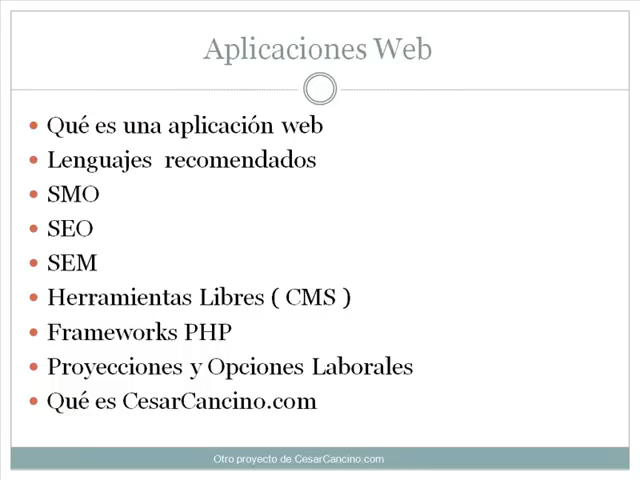 Aplicaciones Web
Qué es una aplicación web
Lenguajes recomendados
SMO
SEO
SEM
Herramientas Libres ( CMS )
Frameworks PHP
Proyecciones y Opciones Laborales
Qué es CesarCancino.com
Otro proyecto de CesarCancino.com